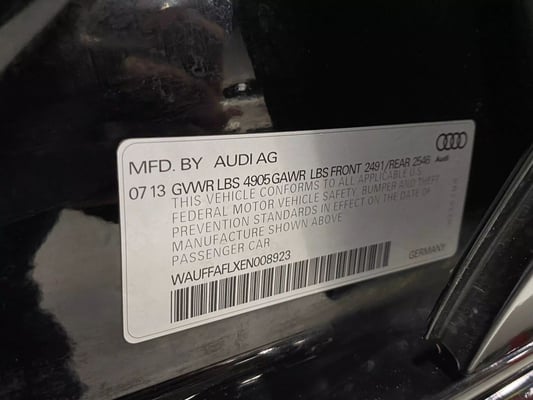 MFD. BY AUDI AG
07 13 GVWR LBS 4905 GAWR LBS FRONT 2491/REAR 2546
THIS VEHICLE CONFORMS TO ALL APPLICABLE U.S.
FEDERAL MOTOR VEHICLE SAFETY, BUMPER AND THEFT
PREVENTION STANDARDS IN EFFECT ON THE DATE OF
MANUFACTURE SHOWN ABOVE
PASSENGER CAR
WAUFFAFLXEN008923
GERMANY
Audi